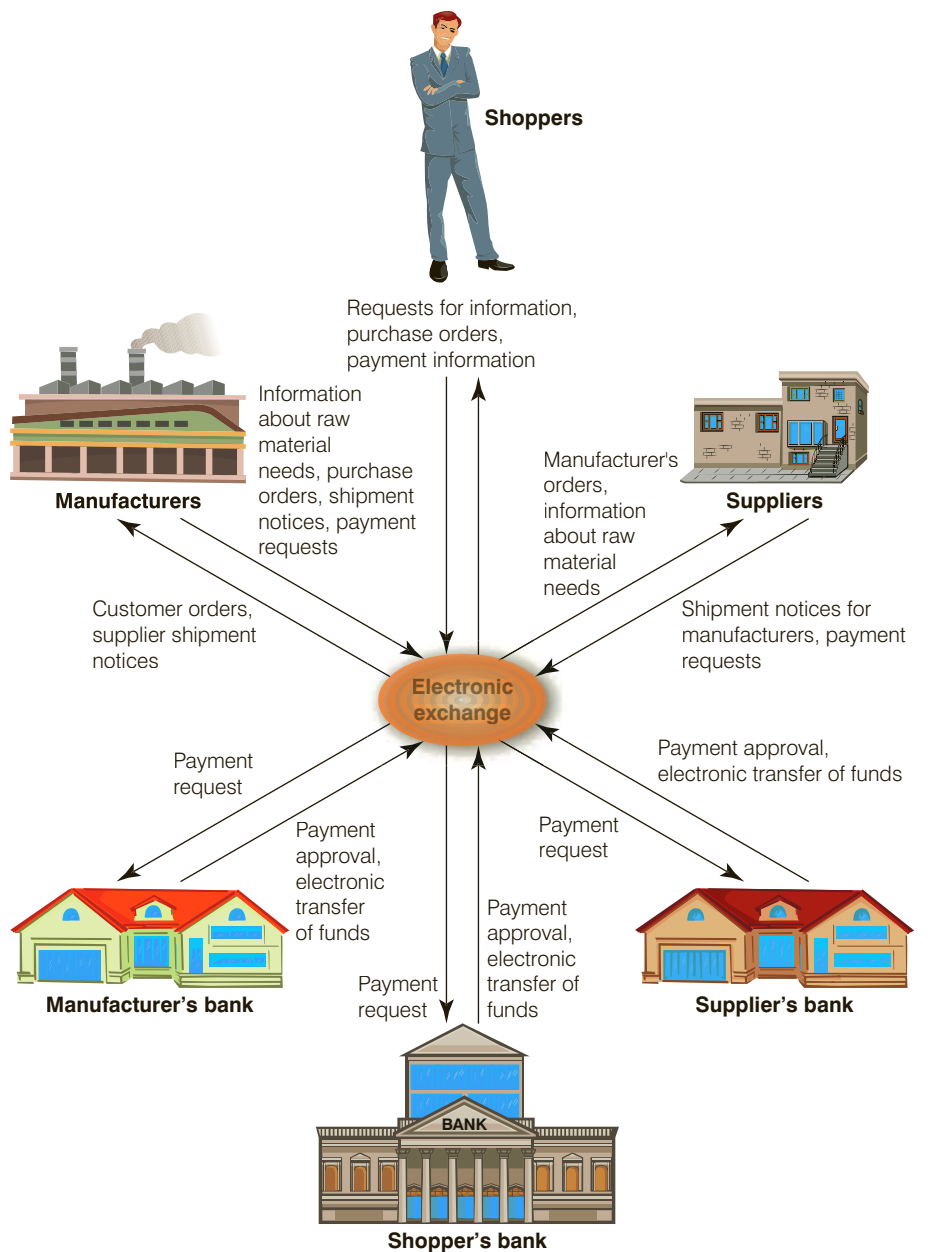 Shoppers
Requests for information,
purchase orders,
payment information
Information
about raw
material
needs, purchase
orders, shipment
notices, payment
requests
Manufacturers
Manufacturer's
orders,
information
about raw
material
needs
Suppliers
Customer orders,
supplier shipment
notices
Shipment notices for
manufacturers, payment
requests
Electronic
exchange
Payment
request
Payment
approval,
electronic
transfer
of funds
Payment approval,
electronic transfer of funds
Payment
request
Manufacturer’s bank
Payment
request
Payment
approval,
electronic
transfer of
funds
Supplier’s bank
BANK
Shopper’s bank